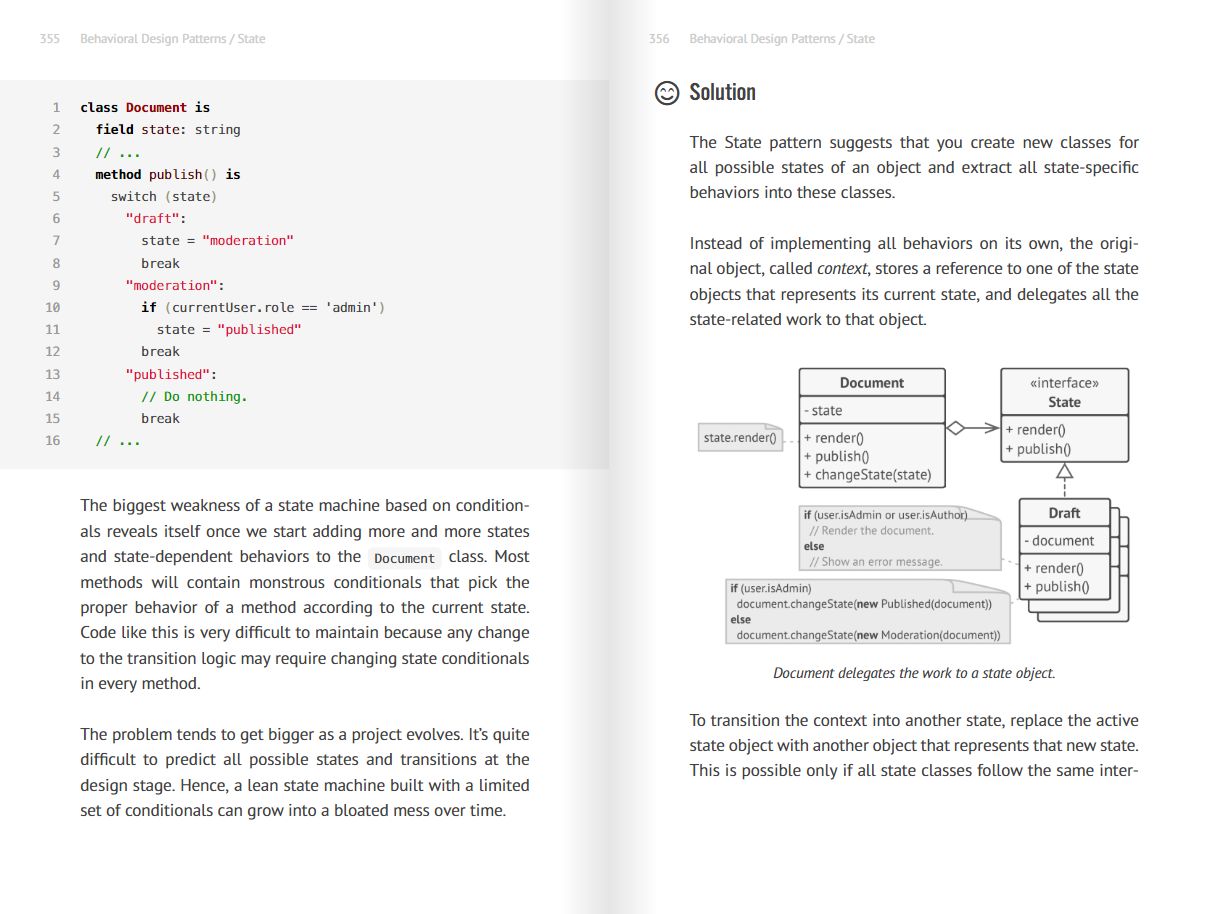 355 Behavioral Design Patterns / State
1 class Document is
2 field state: string
3 // ...
4 method publish() is
5 switch (state)
6 "draft":
7 state = "moderation"
8 break
9 "moderation":
10 if (currentUser.role == 'admin')
11 state = "published"
12 break
13 "published":
14 // Do nothing.
15 break
16 // ...
The biggest weakness of a state machine based on condition-
als reveals itself once we start adding more and more states
and state-dependent behaviors to the Document class. Most
methods will contain monstrous conditionals that pick the
proper behavior of a method according to the current state.
Code like this is very difficult to maintain because any change
to the transition logic may require changing state conditionals
in every method.
The problem tends to get bigger as a project evolves. It’s quite
difficult to predict all possible states and transitions at the
design stage. Hence, a lean state machine built with a limited
set of conditionals can grow into a bloated mess over time.
356 Behavioral Design Patterns / State
Solution
The State pattern suggests that you create new classes for
all possible states of an object and extract all state-specific
behaviors into these classes.
Instead of implementing all behaviors on its own, the origi-
nal object, called context, stores a reference to one of the state
objects that represents its current state, and delegates all the
state-related work to that object.
state.render()
Document
- state
+ render()
+ publish()
+ changeState(state)
«interface»
State
+ render()
+ publish()
Draft
- document
+ render()
+ publish()
if (user.isAdmin or user.isAuthor)
// Render the document.
else
// Show an error message.
if (user.isAdmin)
document.changeState(new Published(document))
else
document.changeState(new Moderation(document))
Document delegates the work to a state object.
To transition the context into another state, replace the active
state object with another object that represents that new state.
This is possible only if all state classes follow the same inter-